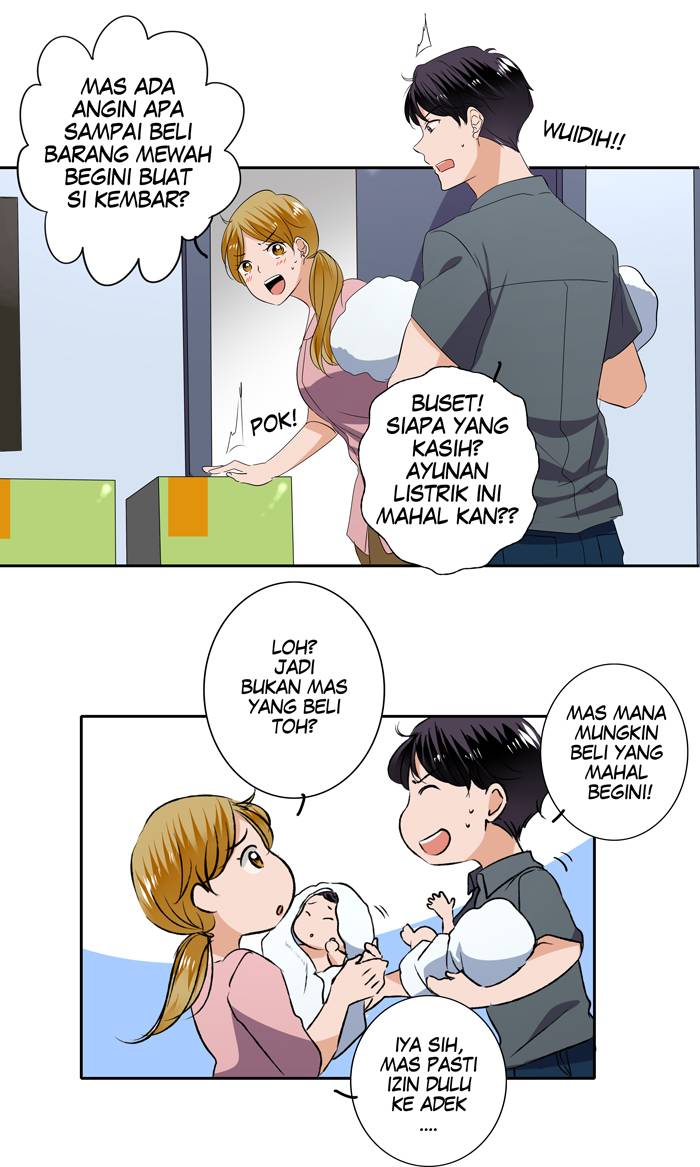 MAS ADA
ANGIN APA
SAMPAI BELI
BARANG MEWAH
BEGINI BUAT
SI KEMBAR?
WUIDIH!!
POK!
BUSET!
SIAPA YANG
KASIH?
AYUNAN
LISTRIK INI
MAHAL KAN??
LOH?
JADI
BUKAN MAS
YANG BELI
TOH?
MAS MANA
MUNGKIN
BELI YANG
MAHAL
BEGINI!
IYA SIH,
MAS PASTI
IZIN DULU
KE ADEK
....